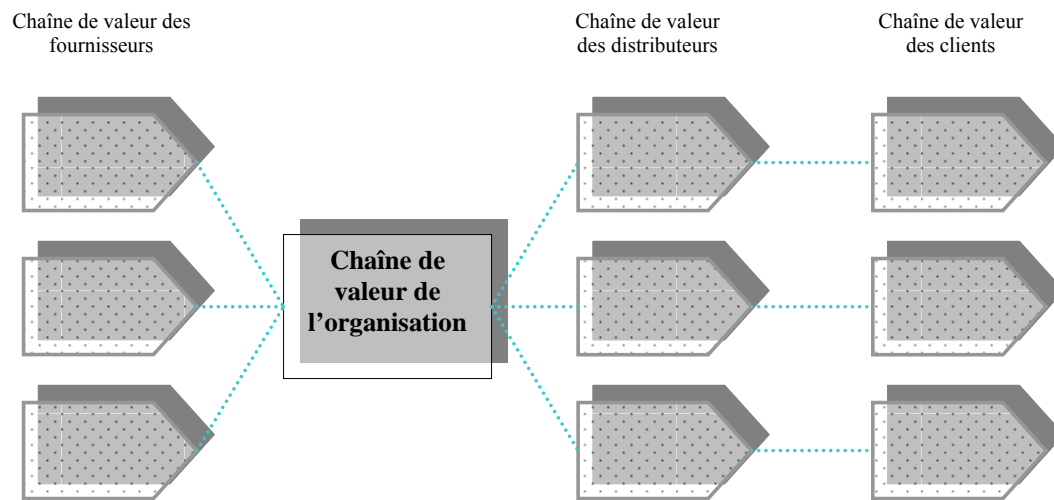 Chaîne de valeur des
fournisseurs
Chaîne de valeur
des distributeurs
Chaîne de valeur
des clients
Chaîne de
valeur de
l’organisation